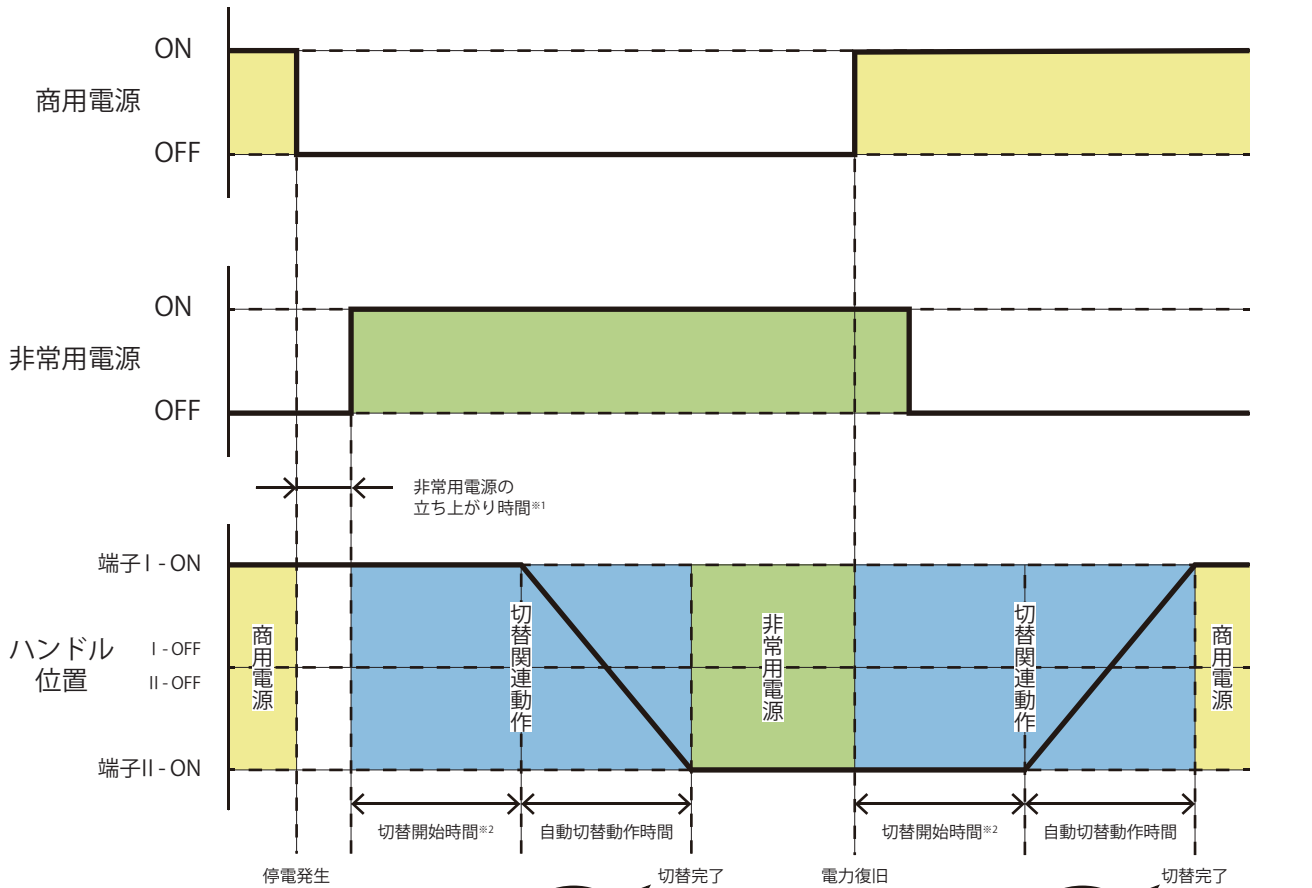 ON
商用電源
OFF
ON
非常用電源
OFF
非常用電源の
立ち上がり時間※1
端子I - ON
ハンドル
位置
I - OFF
II - OFF
端子II - ON
商用電源
切替関連動作
非常用電源
切替関連動作
商用電源
切替開始時間※2
自動切替動作時間
切替開始時間※2
自動切替動作時間
停電発生
切替完了
電力復旧
切替完了